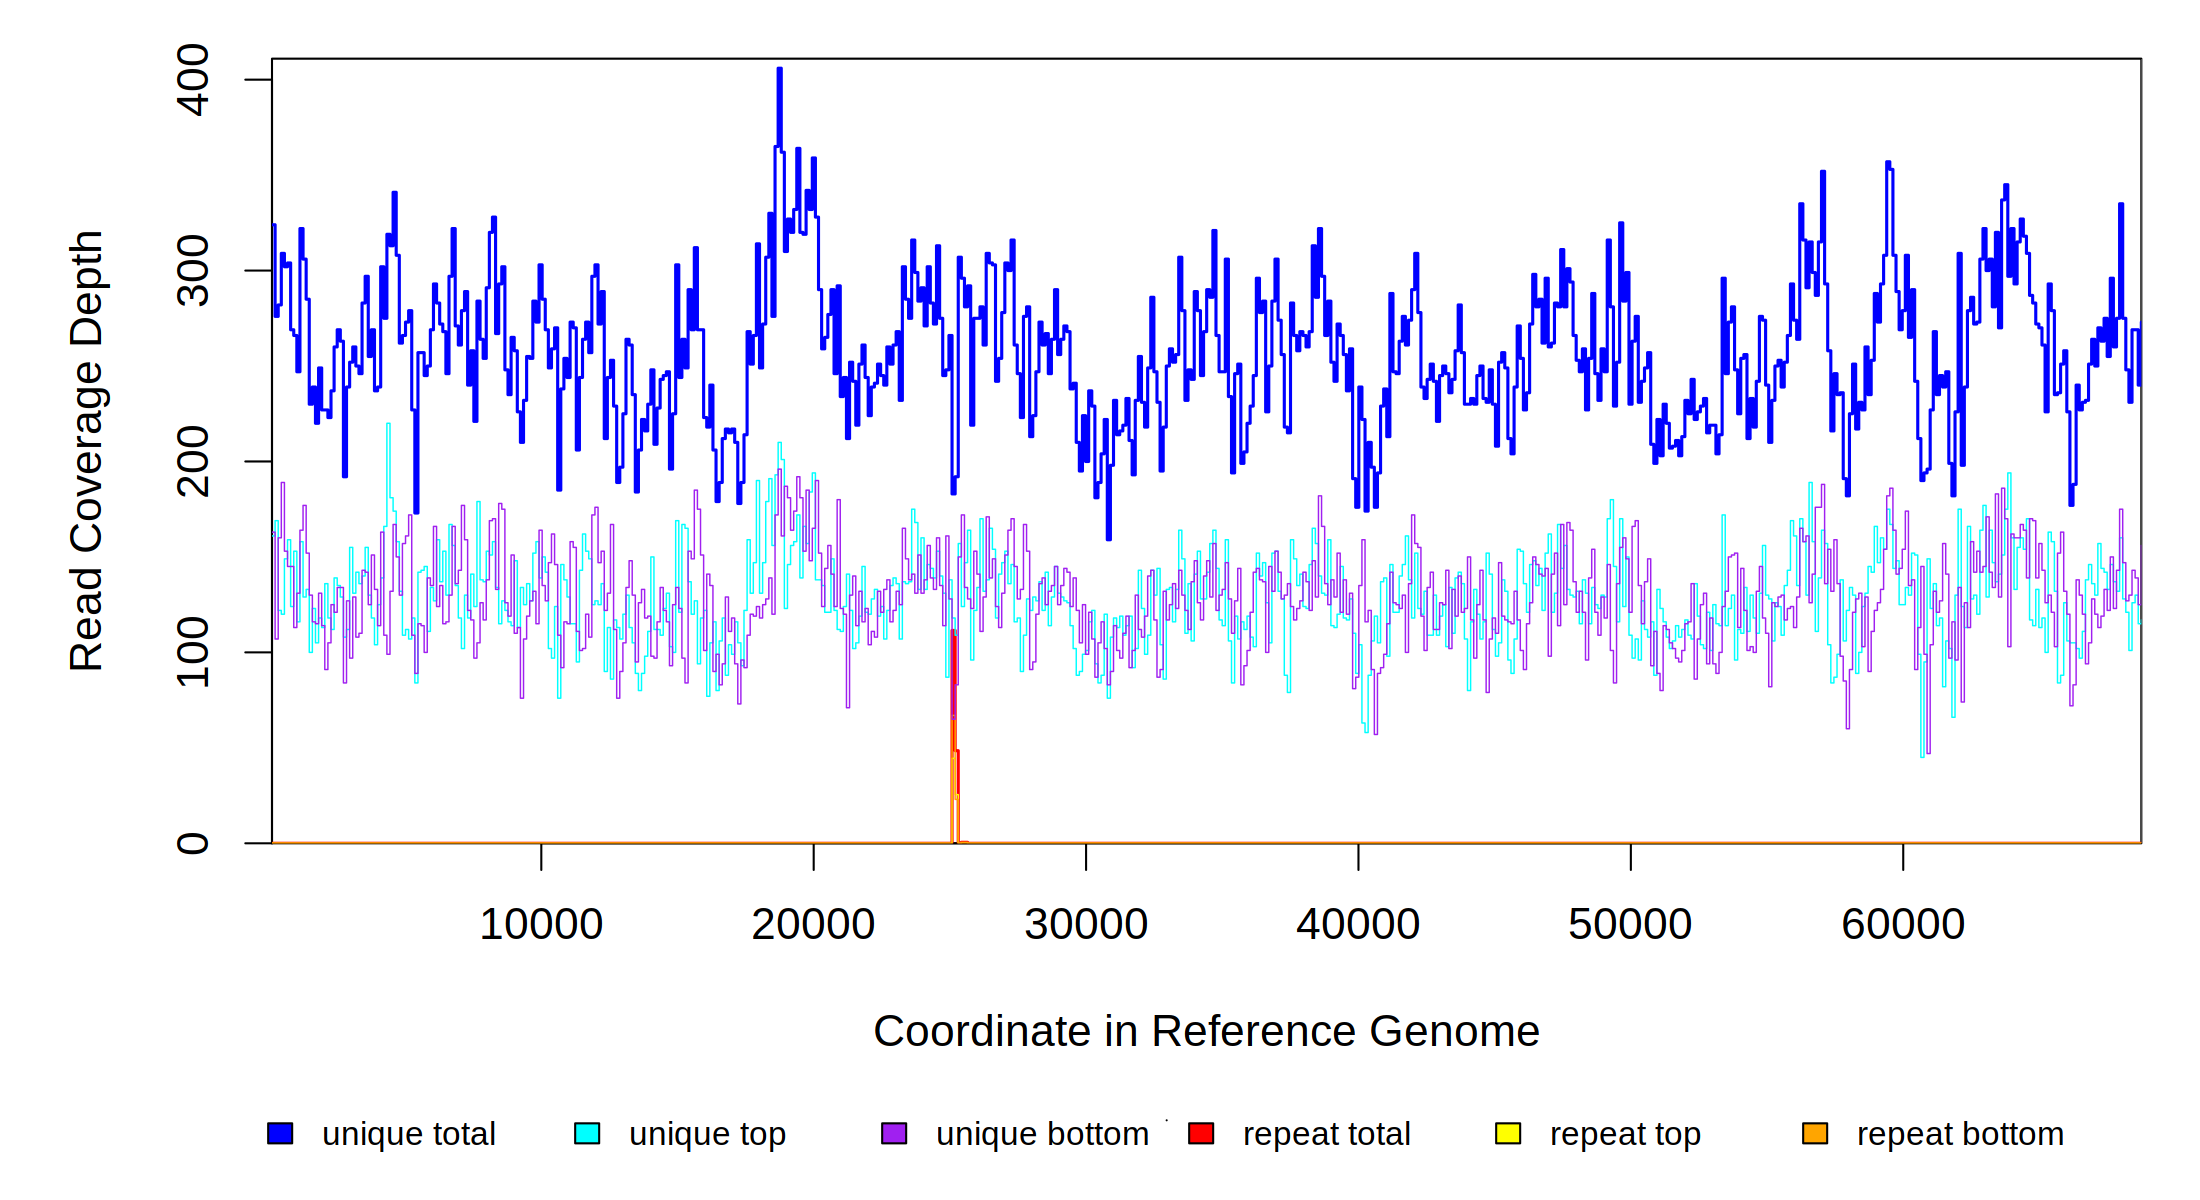 Read Coverage Depth
400
300
200
100
0
10000 20000 30000 40000 50000 60000
Coordinate in Reference Genome
unique total unique top unique bottom repeat total repeat top repeat bottom